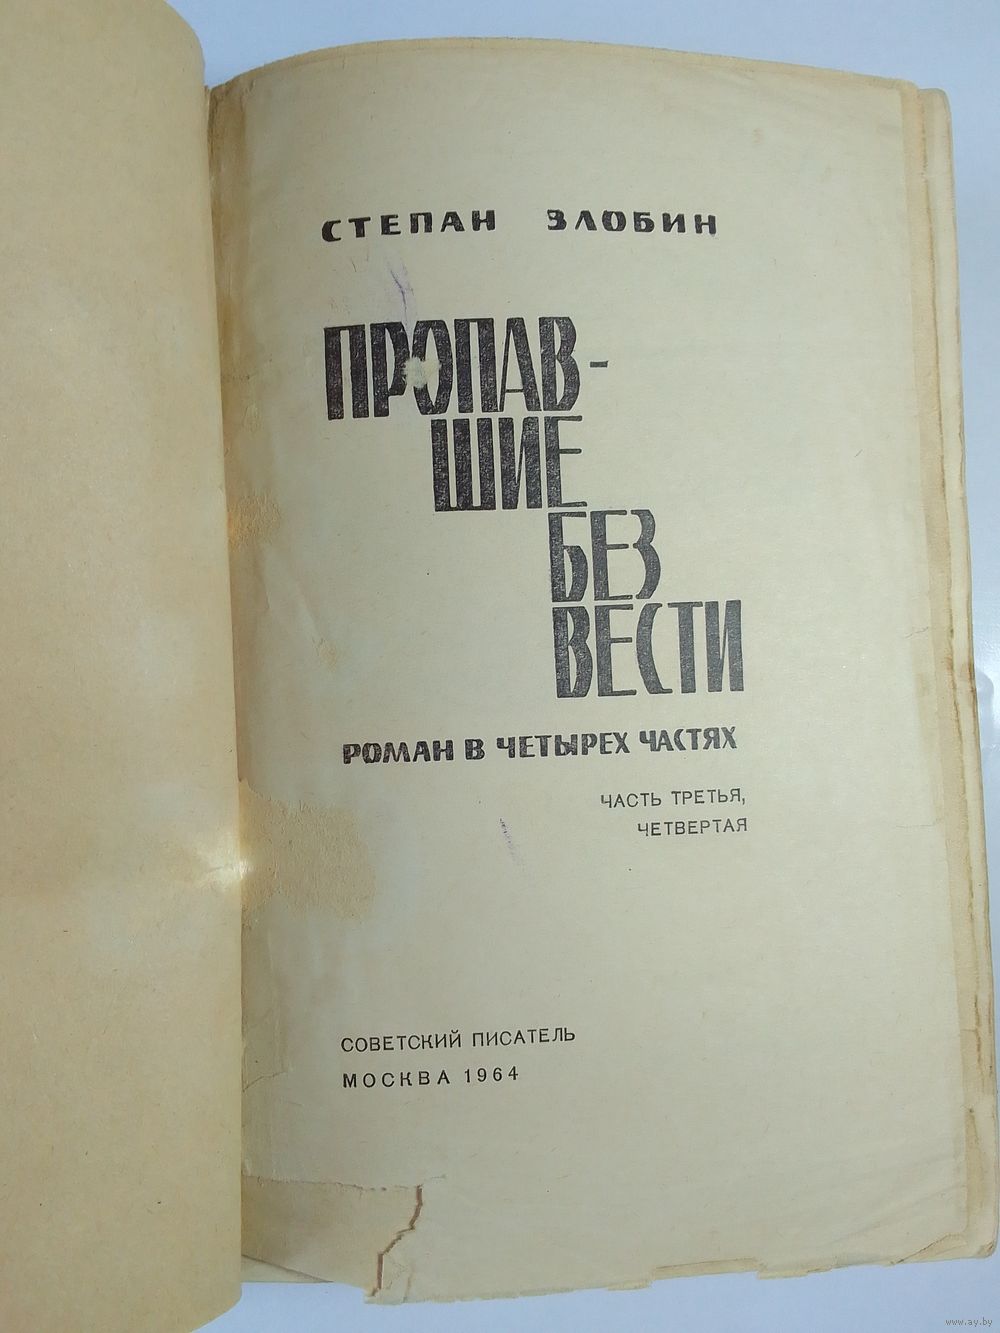 СТЕПАН ЗЛОБИН
ПРОПАВ-
ШИЕ
БЕЗ
ВЕСТИ
РОМАН В ЧЕТЫРЕХ ЧАСТЯХ
ЧАСТЬ ТРЕТЬЯ,
ЧЕТВЕРТАЯ
СОВЕТСКИЙ ПИСАТЕЛЬ
МОСКВА 1964
www.ay.by